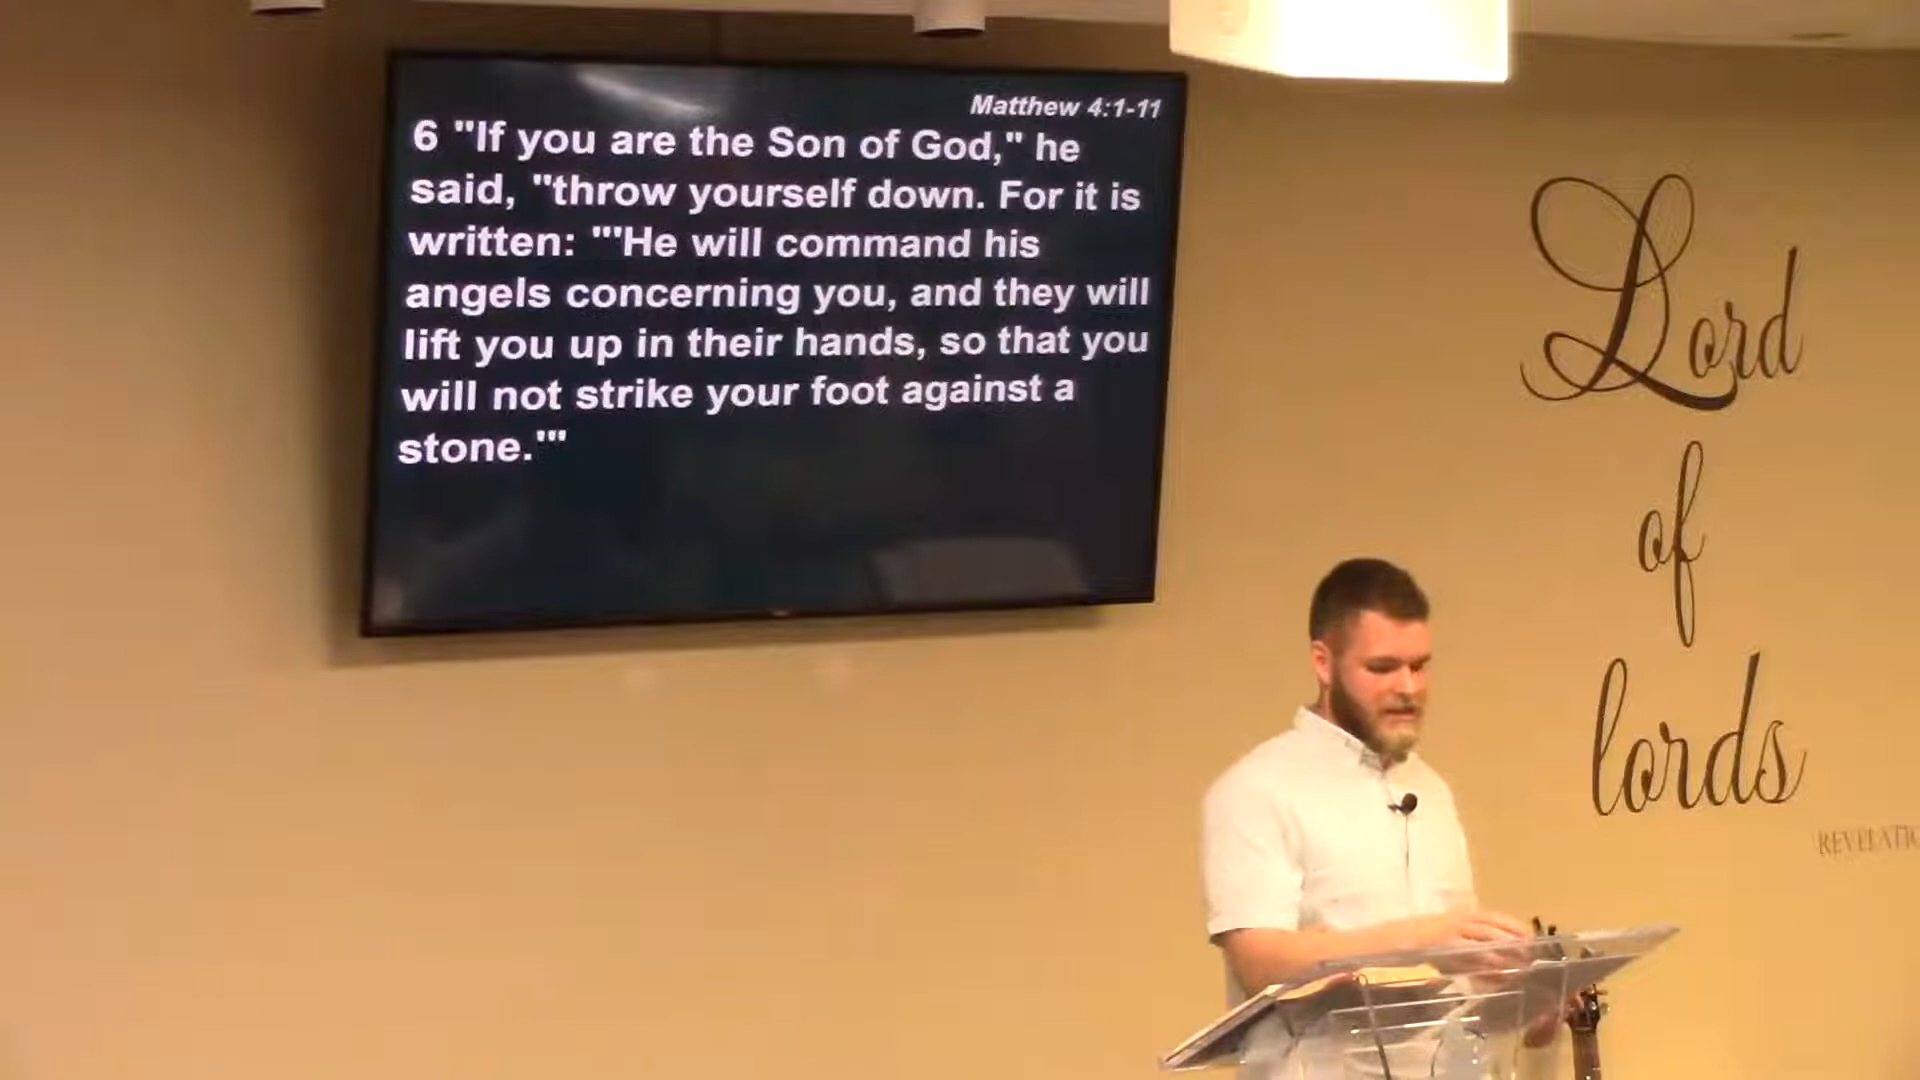 Matthew 4:1-11
6 "If you are the Son of God," he
said, "throw yourself down. For it is
written: "'He will command his
angels concerning you, and they will
lift you up in their hands, so that you
will not strike your foot against a
stone.'"
Lord
of
lords